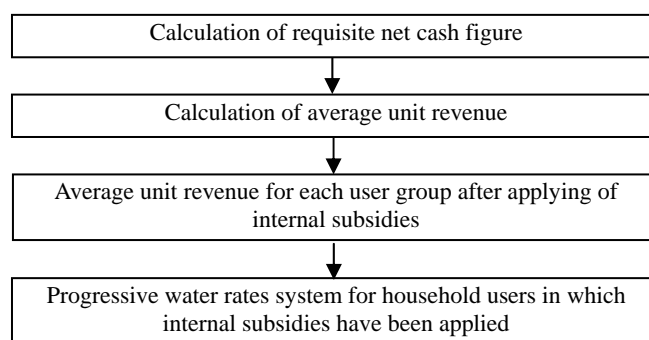 Calculation of requisite net cash figure
Calculation of average unit revenue
Average unit revenue for each user group after applying of
internal subsidies
Progressive water rates system for household users in which
internal subsidies have been applied